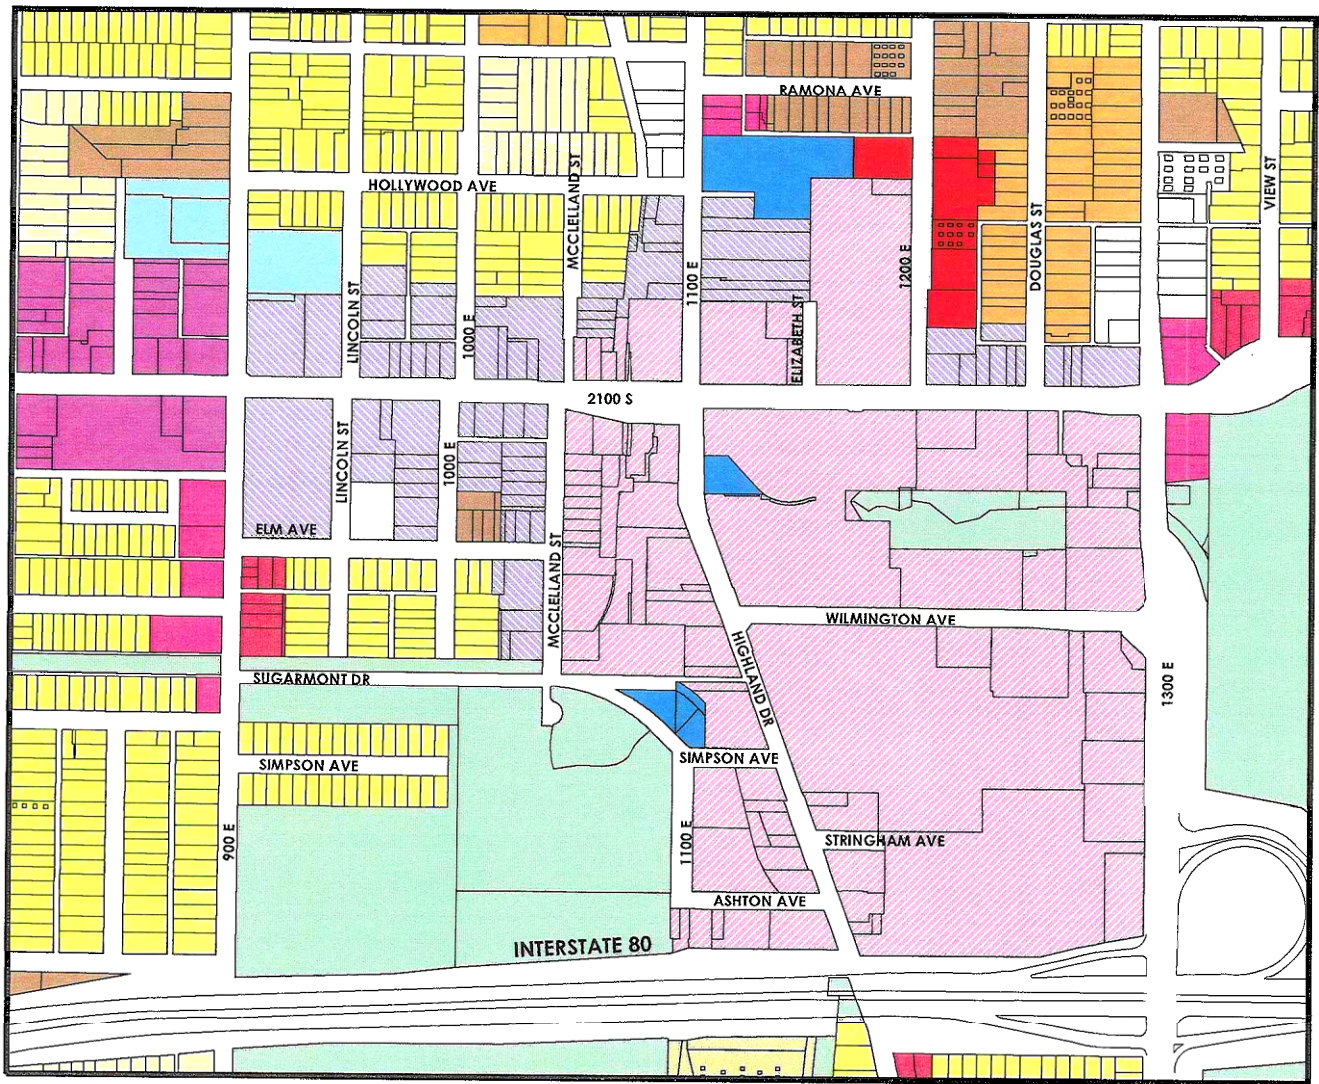 RAMONA AVE
HOLLYWOOD AVE
MCCLELLAND ST
VIEW ST
DOUGLAS ST
1100 E
1200 E
LINCOLN ST
1000 E
ELIZABETH ST
2100 S
LINCOLN ST
1000 E
ELM AVE
MCCLELLAND ST
WILMINGTON AVE
HIGHLAND DR
1300 E
SUGARMONT DR
SIMPSON AVE
SIMPSON AVE
900 E
1100 E
STRINGHAM AVE
ASHTON AVE
INTERSTATE 80